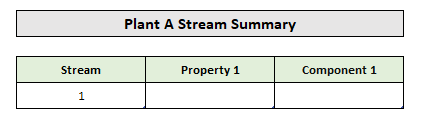 Plant A Stream Summary
Stream Property 1 Component 1
1